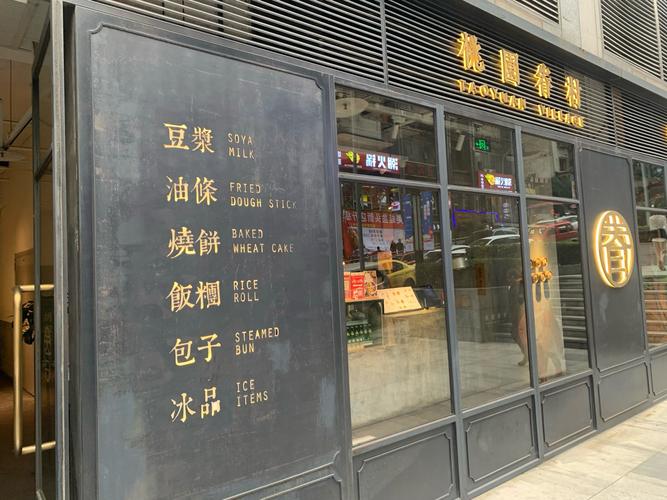 桃園眷村
TAOYUAN VILLAGE
豆漿 SOYA MILK
油條 FRIED DOUGH STICK
燒餅 BAKED WHEAT CAKE
飯糰 RICE ROLL
包子 STEAMED BUN
冰品 ICE ITEMS